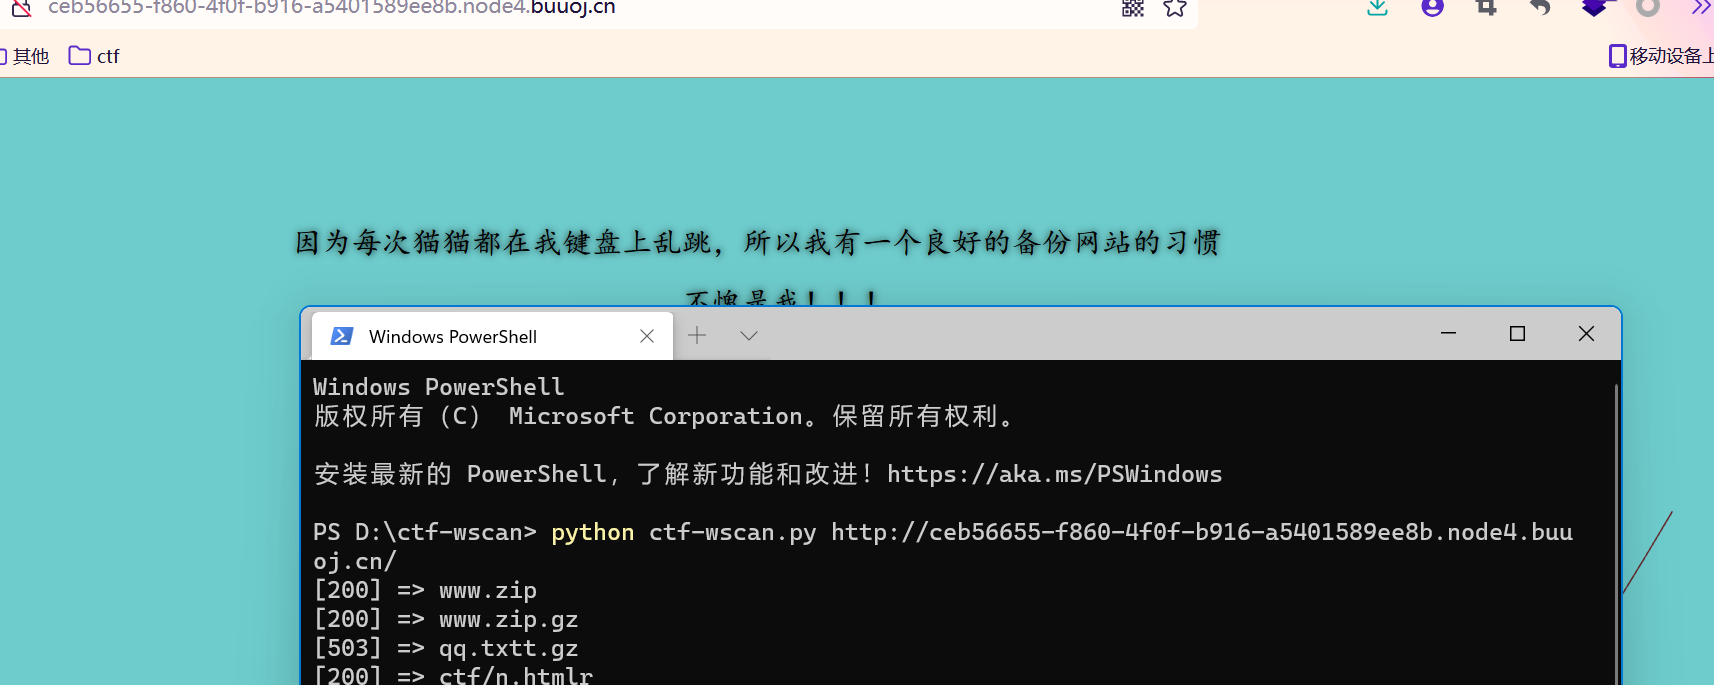 ceb56655-f860-4f0f-b916-a5401589ee8b.node4.buuoj.cn
其他 ctf 移动设备上
因为每次猫猫都在我键盘上乱跳，所以我有一个良好的备份网站的习惯
不愧是我！！！
Windows PowerShell
Windows PowerShell
版权所有（C） Microsoft Corporation。保留所有权利。
安装最新的 PowerShell，了解新功能和改进！https://aka.ms/PSWindows
PS D:\ctf-wscan> python ctf-wscan.py http://ceb56655-f860-4f0f-b916-a5401589ee8b.node4.buu
oj.cn/
[200] => www.zip
[200] => www.zip.gz
[503] => qq.txtt.gz
[200] => ctf/n.htmlr